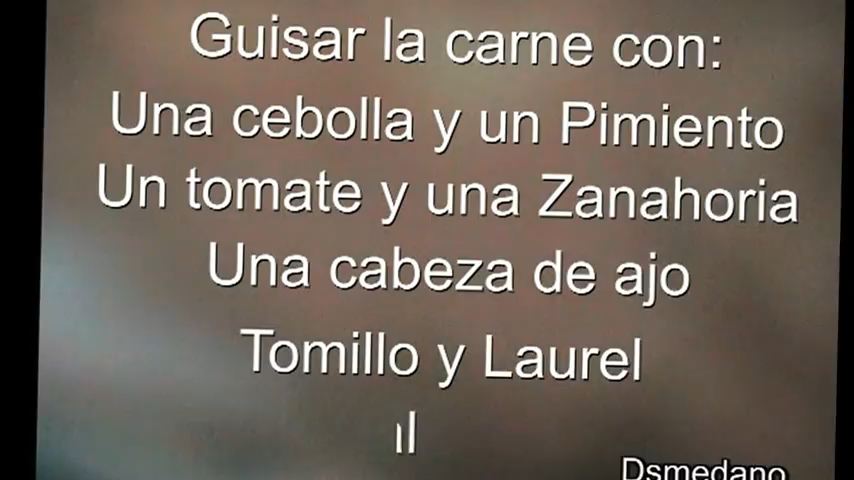 Guisar la carne con:
Una cebolla y un Pimiento
Un tomate y una Zanahoria
Una cabeza de ajo
Tomillo y Laurel
Dsmedano